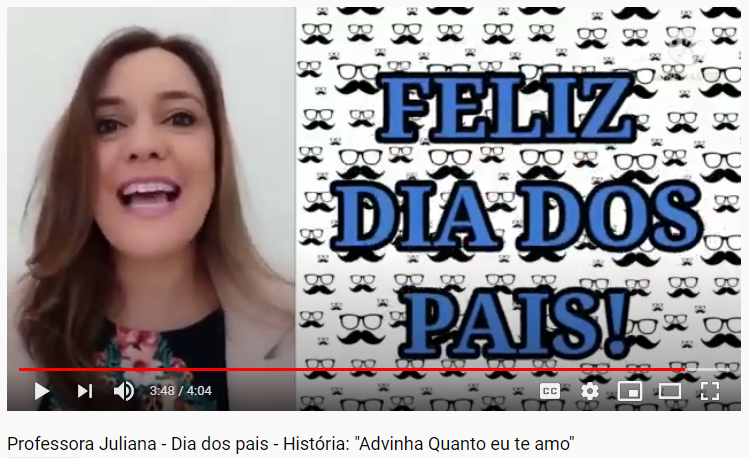 FELIZ
DIA DOS
PAIS!
3:48 / 4:04
CC
Professora Juliana - Dia dos pais - História: "Advinha Quanto eu te amo"